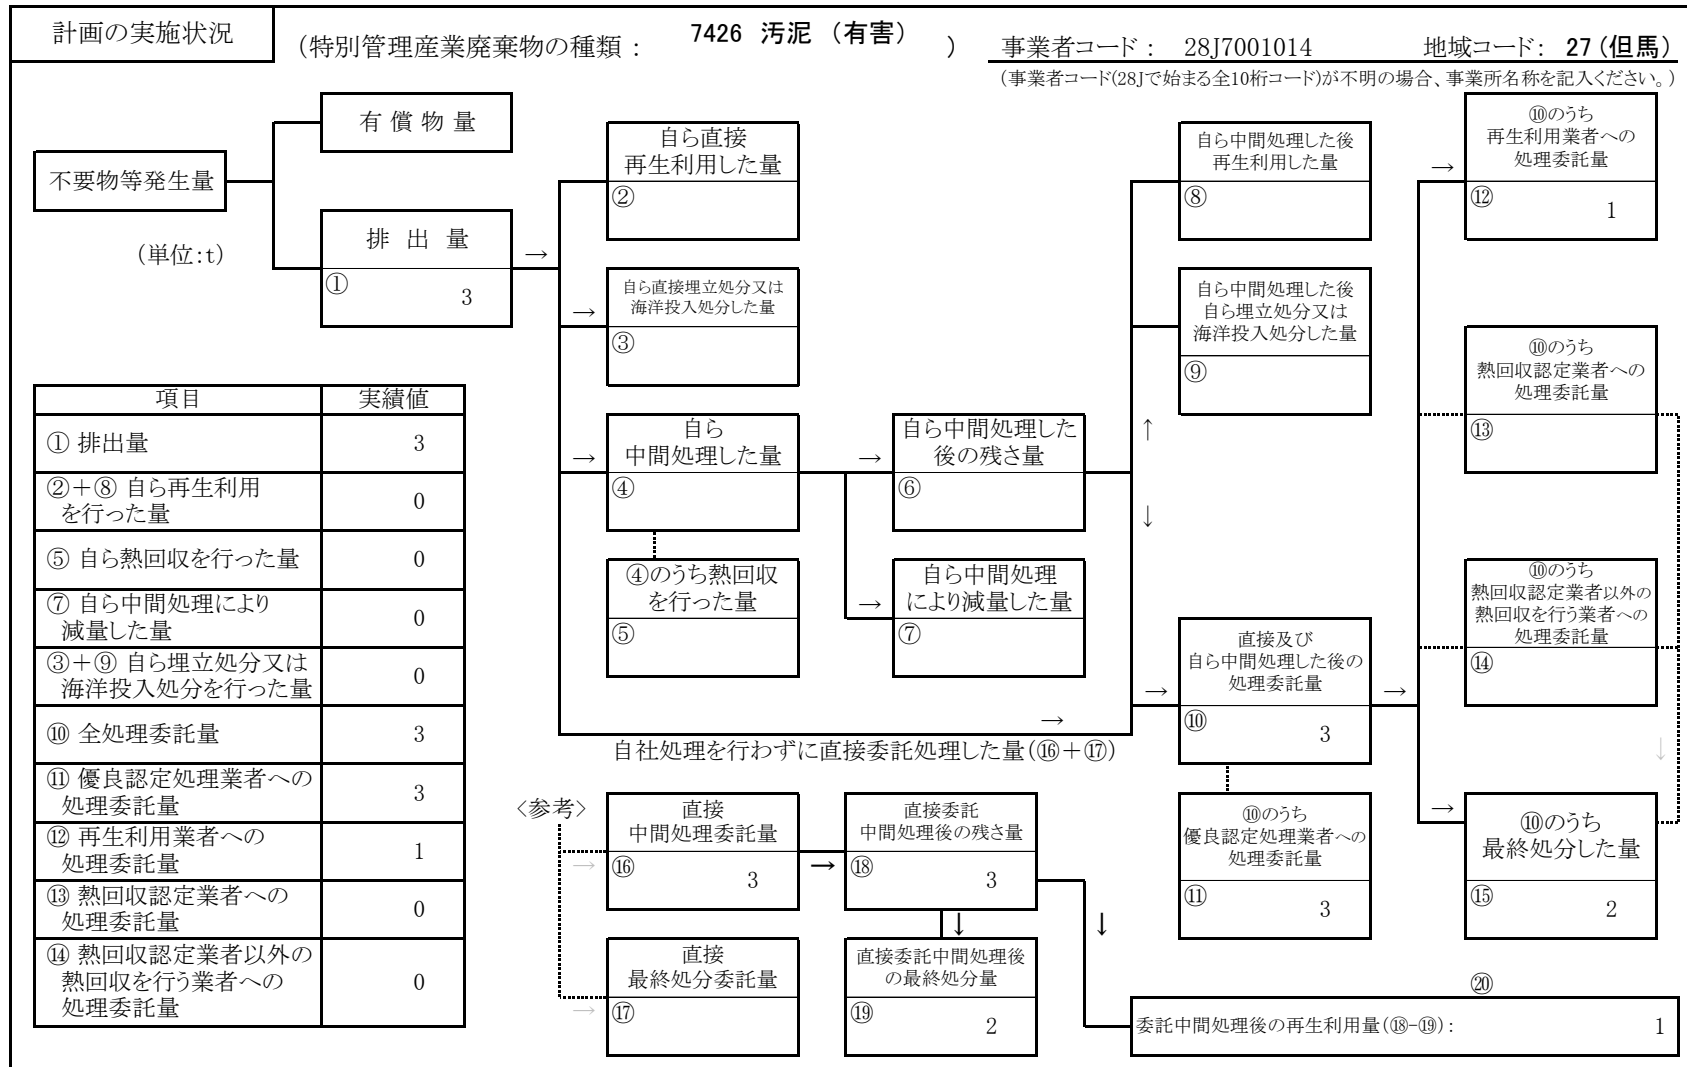 計画の実施状況
(特別管理産業廃棄物の種類： 7426 汚泥 （有害） ）
事業者コード： 28J7001014 地域コード： 27（但馬）
(事業者コード(28Jで始まる全10桁コード)が不明の場合、事業所名称を記入ください。)
不要物等発生量
(単位:t)
有償物量
排出量
→
① 3
自ら直接
再生利用した量
②
自ら直接埋立処分又は
海洋投入処分した量
→
③
自ら
中間処理した量
→
④
④のうち熱回収
を行った量
⑤
自ら中間処理した
後の残さ量
→
⑥
自ら中間処理
により減量した量
→
⑦
自ら中間処理した後
再生利用した量
⑧
自ら中間処理した後
自ら埋立処分又は
海洋投入処分した量
⑨
↑
↓
直接及び
自ら中間処理した後の
処理委託量
→ →
⑩ 3
⑩のうち
優良認定処理業者への
処理委託量
⑪ 3
⑩のうち
再生利用業者への
処理委託量
→
⑫ 1
⑩のうち
熱回収認定業者への
処理委託量
⑬
⑩のうち
熱回収認定業者以外の
熱回収を行う業者への
処理委託量
⑭
↓
→
⑩のうち
最終処分した量
⑮ 2
→
自社処理を行わずに直接委託処理した量(⑯＋⑰)
項目 実績値
① 排出量 3
②＋⑧ 自ら再生利用
を行った量 0
⑤ 自ら熱回収を行った量 0
⑦ 自ら中間処理により
減量した量 0
③＋⑨ 自ら埋立処分又は
海洋投入処分を行った量 0
⑩ 全処理委託量 3
⑪ 優良認定処理業者への
処理委託量 3
⑫ 再生利用業者への
処理委託量 1
⑬ 熱回収認定業者への
処理委託量 0
⑭ 熱回収認定業者以外の
熱回収を行う業者への
処理委託量 0
<参考>
直接
中間処理委託量
→
⑯ 3
→
直接委託
中間処理後の残さ量
⑱ 3
↓ ↓
直接
最終処分委託量
→
⑰
直接委託中間処理後
の最終処分量
⑲ 2
⑳
委託中間処理後の再生利用量(⑱-⑲)： 1